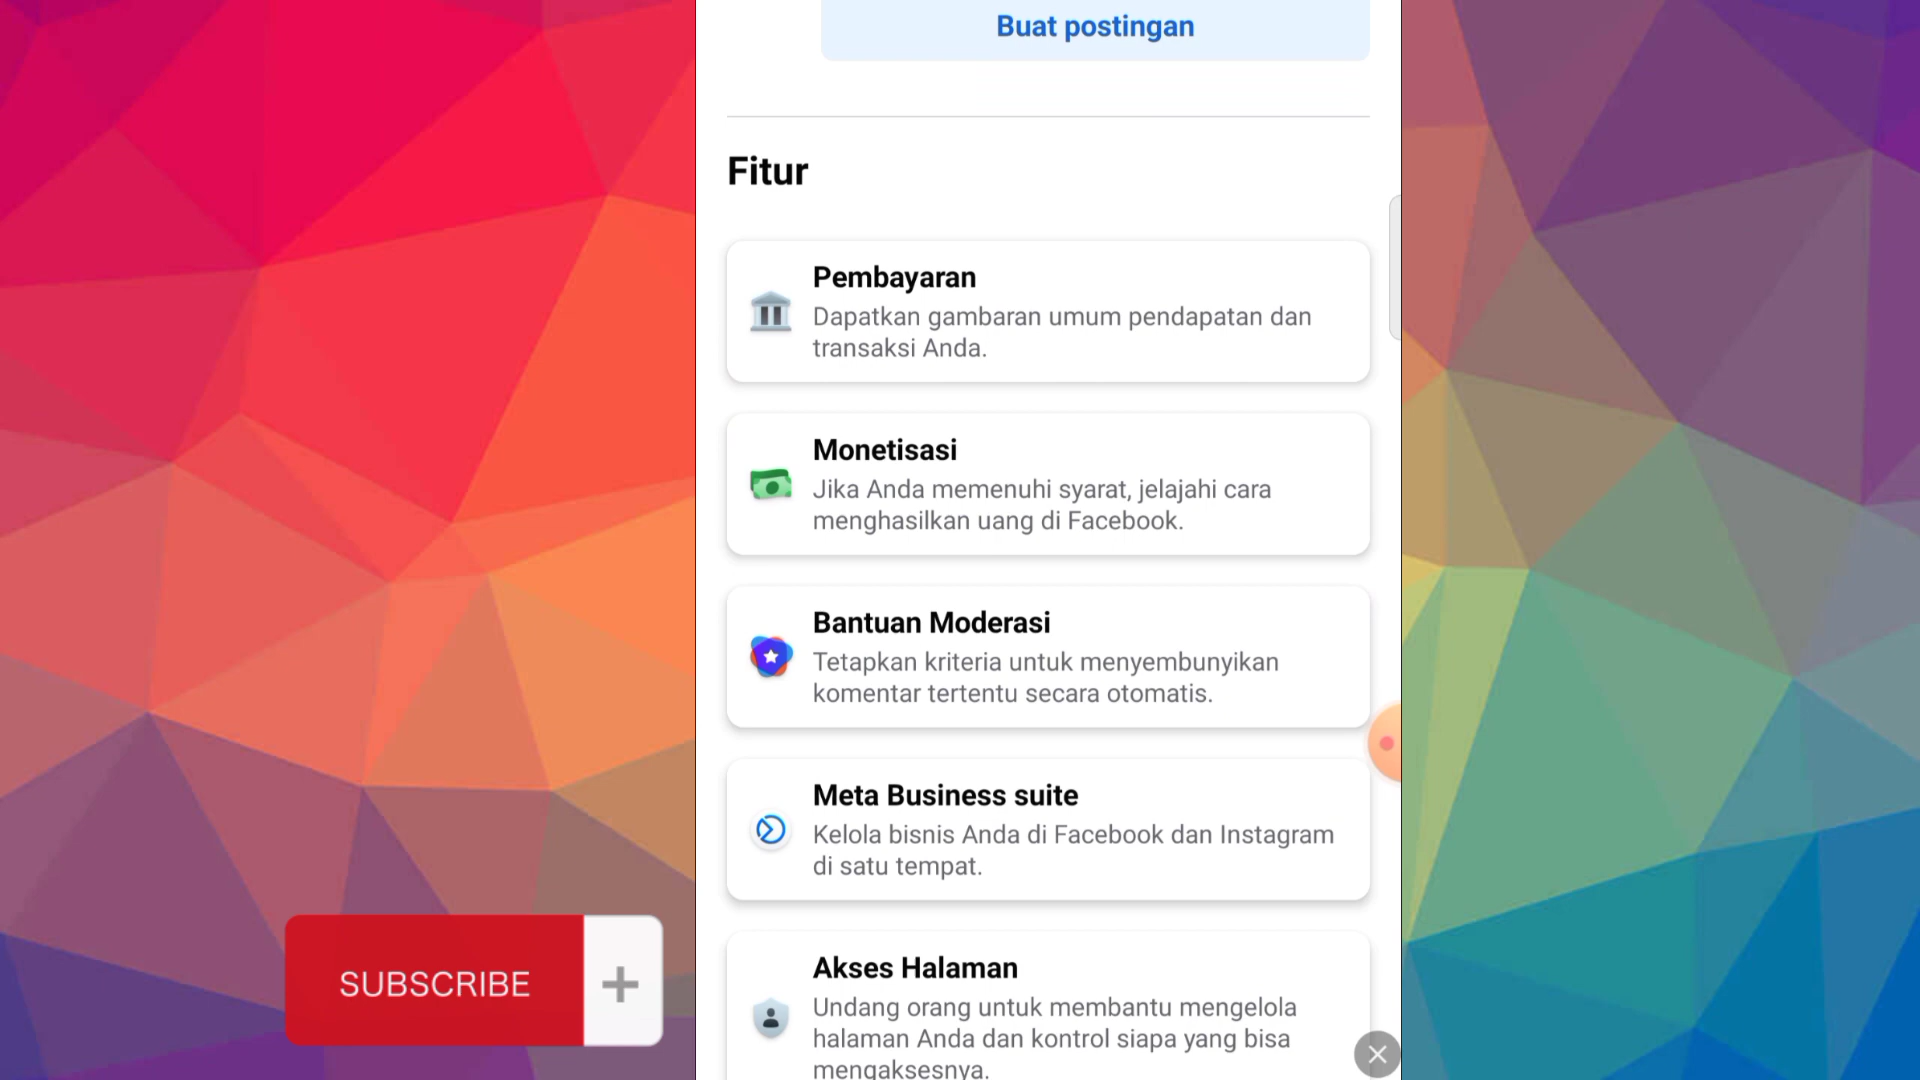 Buat postingan
Fitur
Pembayaran
Dapatkan gambaran umum pendapatan dan
transaksi Anda.
Monetisasi
Jika Anda memenuhi syarat, jelajahi cara
menghasilkan uang di Facebook.
Bantuan Moderasi
Tetapkan kriteria untuk menyembunyikan
komentar tertentu secara otomatis.
Meta Business suite
Kelola bisnis Anda di Facebook dan Instagram
di satu tempat.
Akses Halaman
Undang orang untuk membantu mengelola
halaman Anda dan kontrol siapa yang bisa
mengaksesnya.
SUBSCRIBE